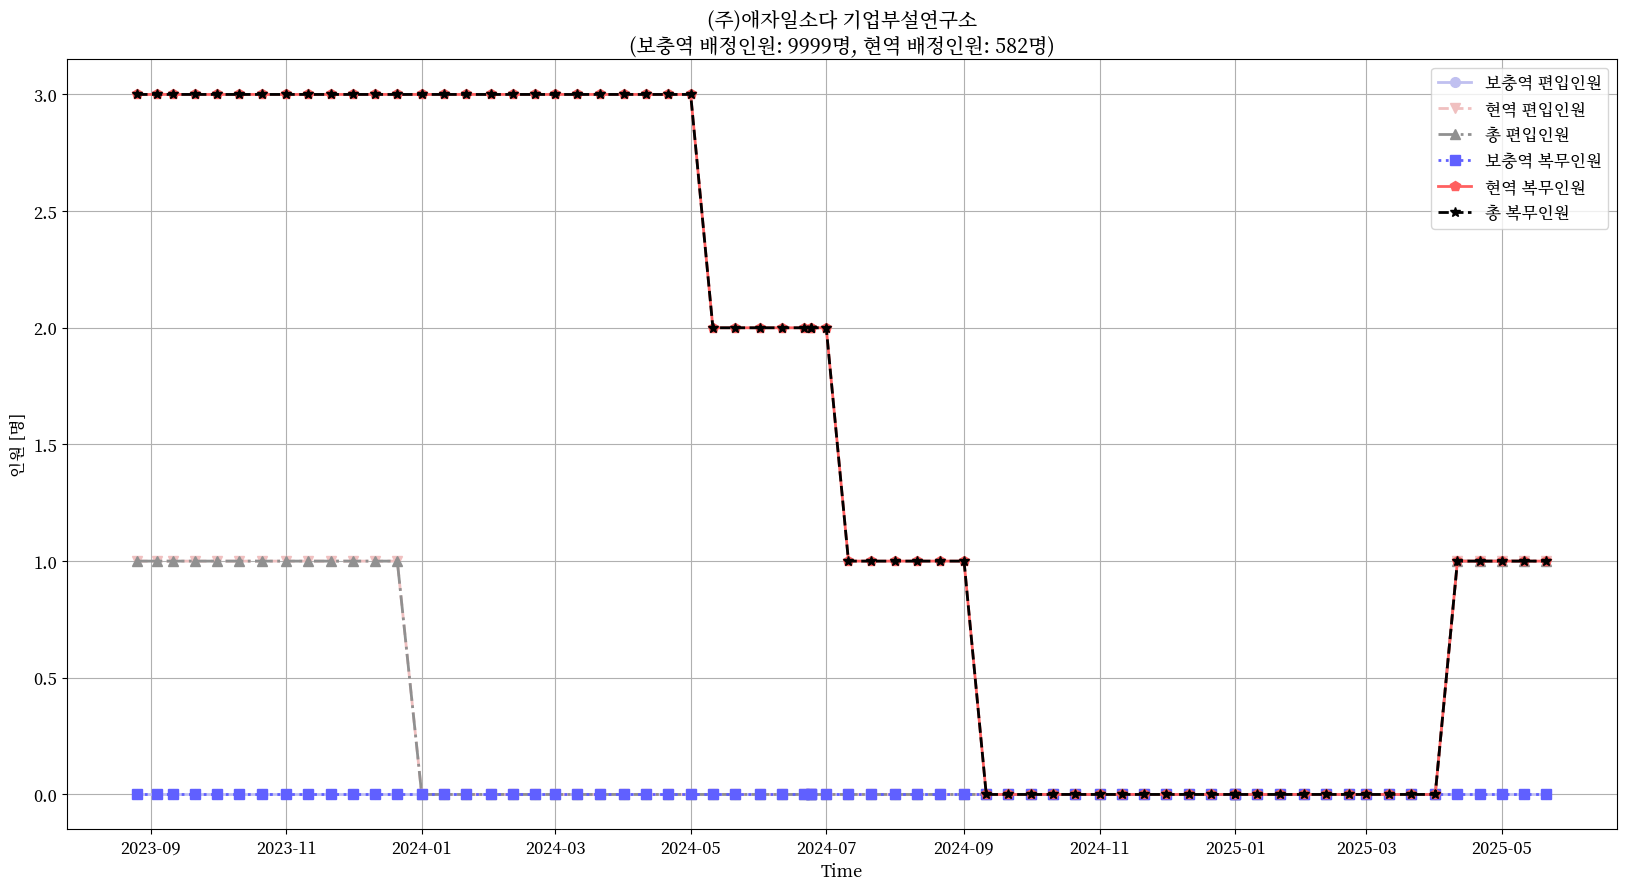 (주)애자일소다 기업부설연구소
(보충역 배정인원: 9999명, 현역 배정인원: 582명)
보충역 편입인원
현역 편입인원
총 편입인원
보충역 복무인원
현역 복무인원
총 복무인원
인원 [명]
3.0
2.5
2.0
1.5
1.0
0.5
0.0
2023-09 2023-11 2024-01 2024-03 2024-05 2024-07 2024-09 2024-11 2025-01 2025-03 2025-05
Time